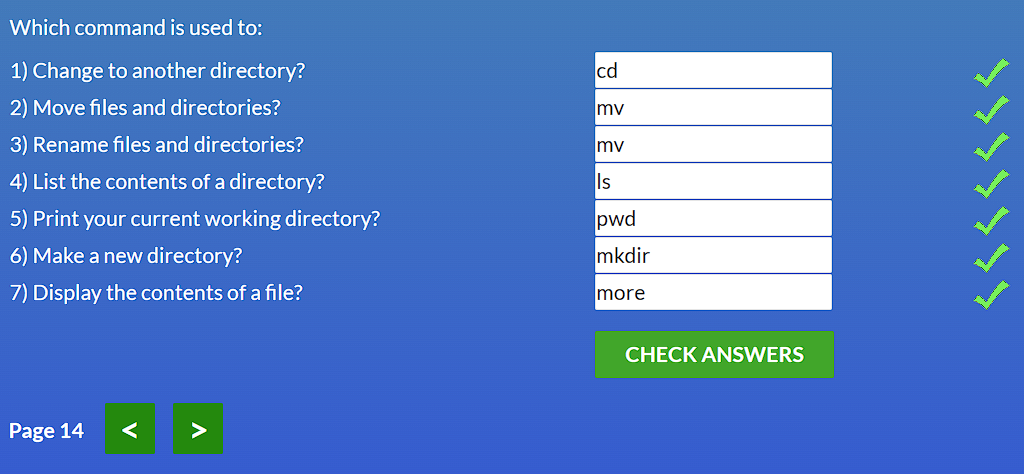 Which command is used to:
1) Change to another directory? cd
2) Move files and directories? mv
3) Rename files and directories? mv
4) List the contents of a directory? ls
5) Print your current working directory? pwd
6) Make a new directory? mkdir
7) Display the contents of a file? more
CHECK ANSWERS
Page 14 < >